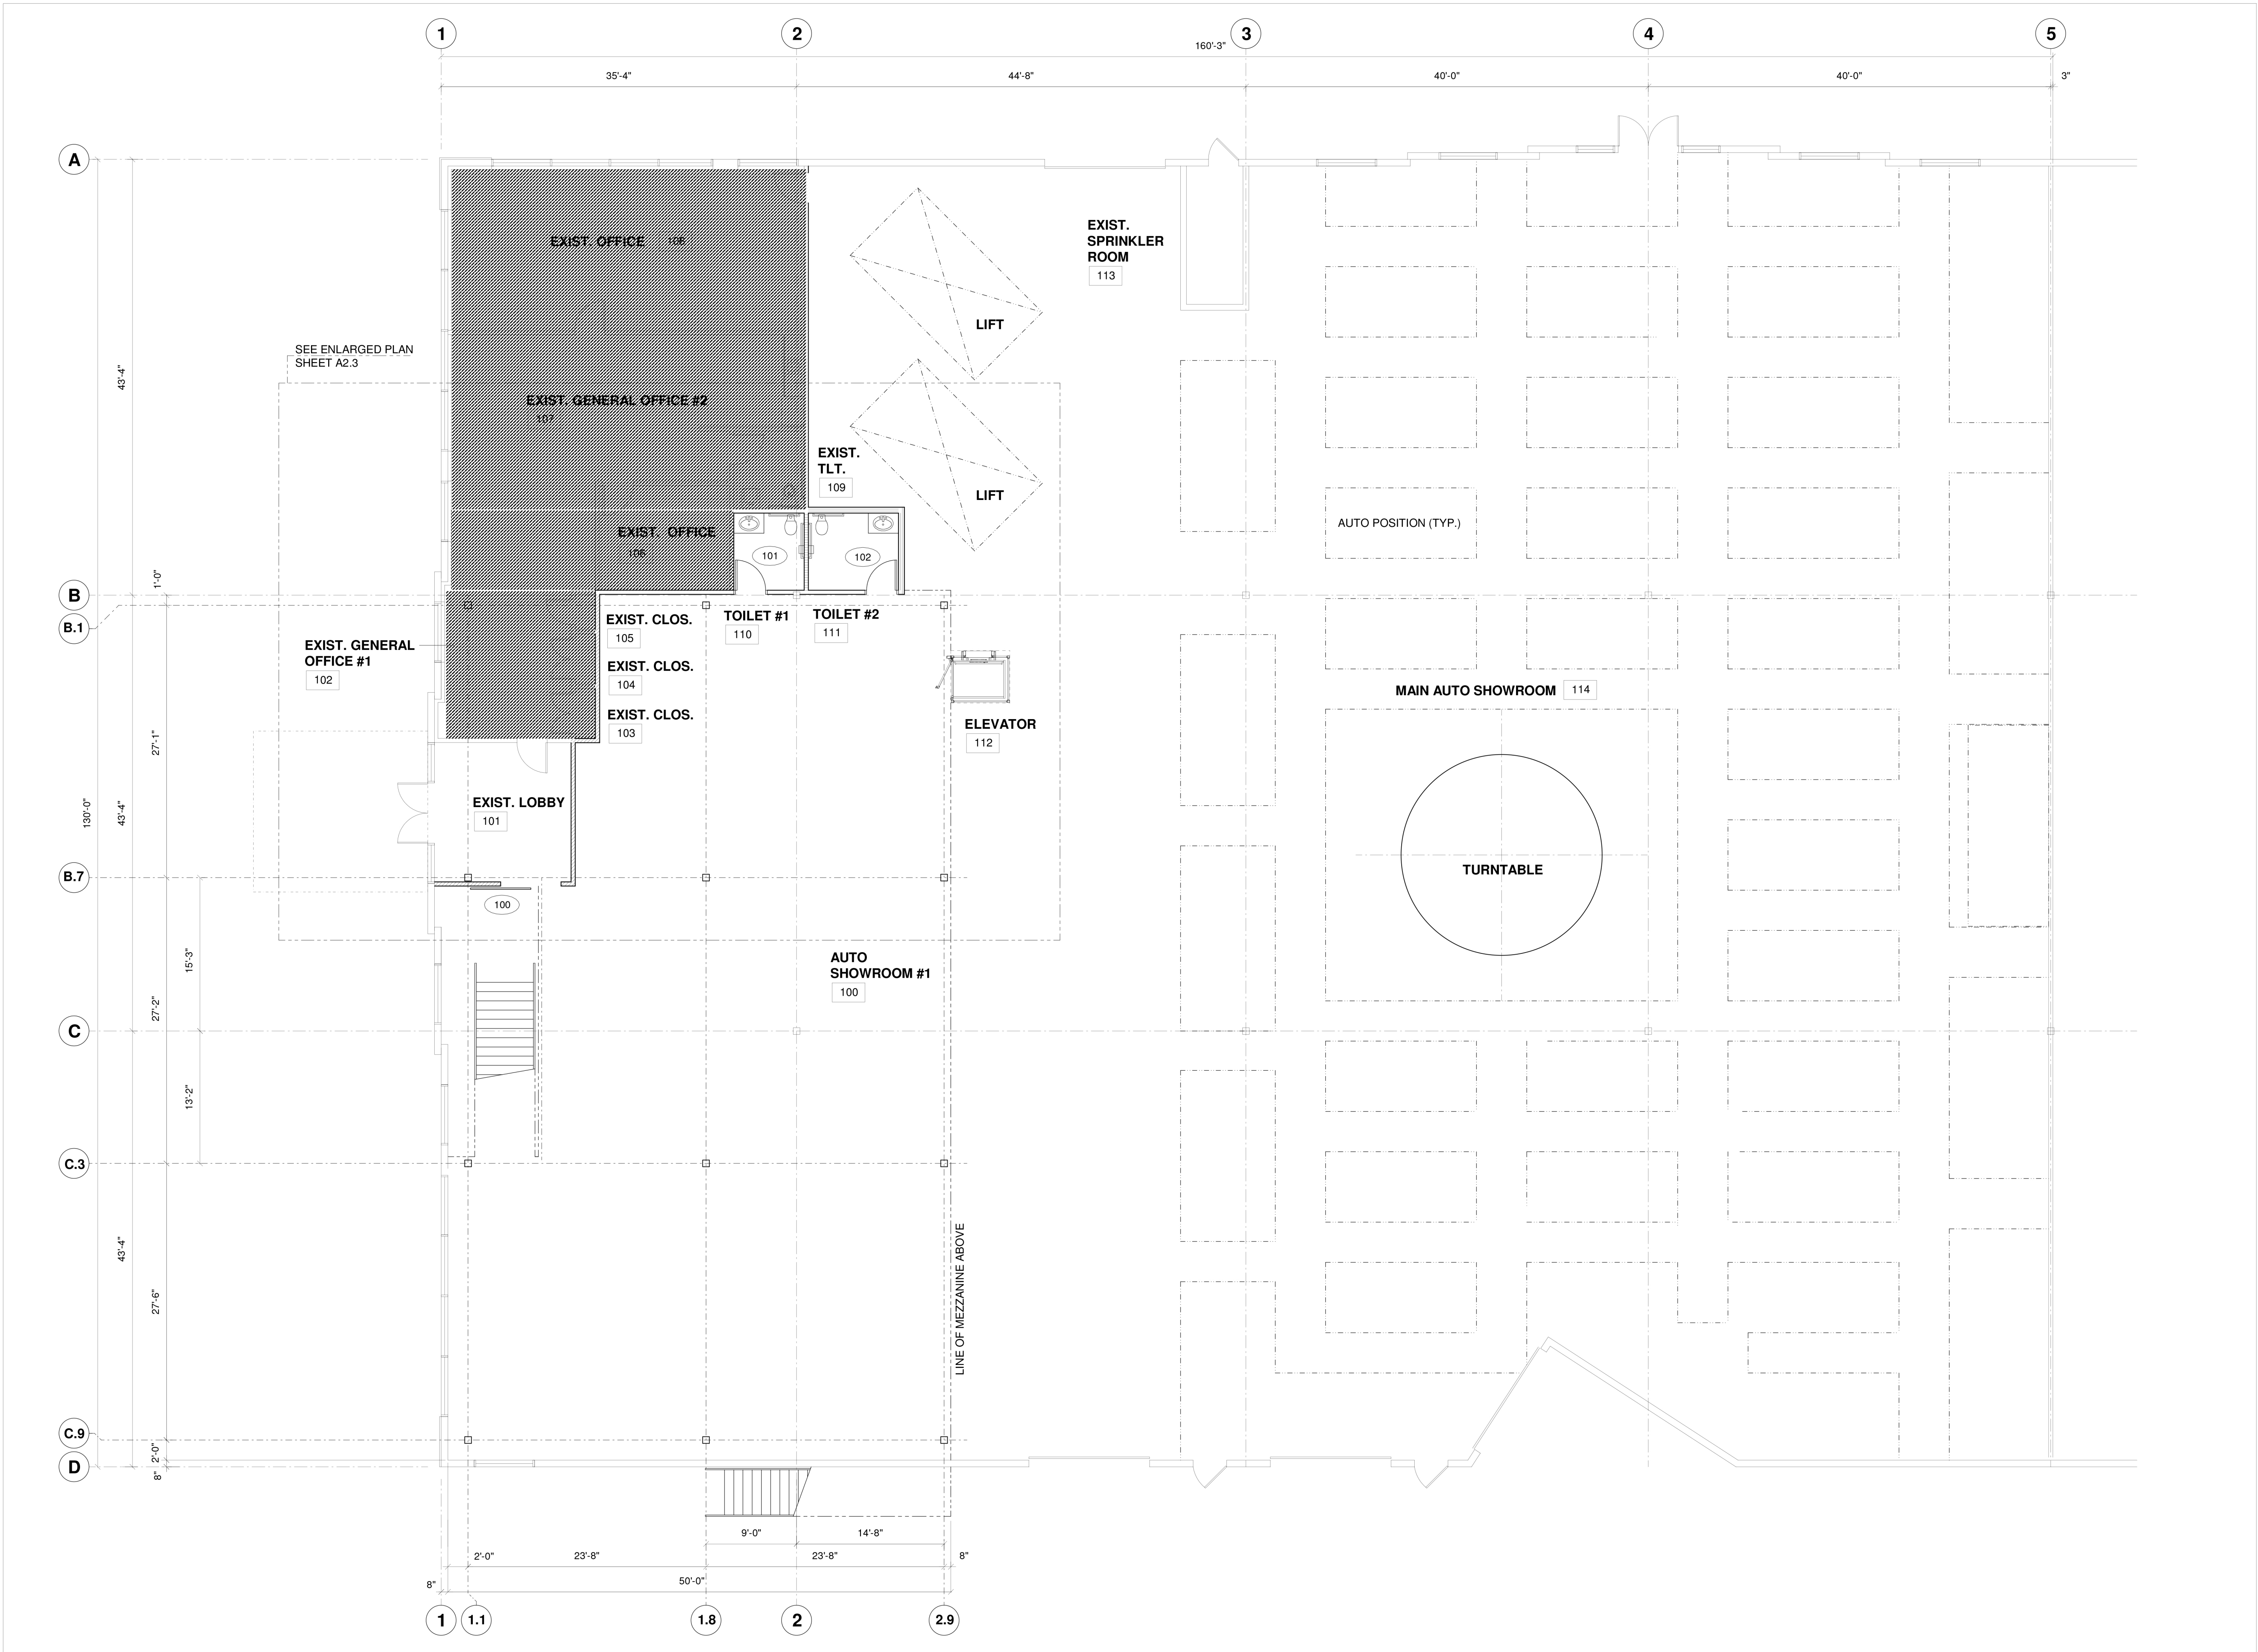 1
2
3
4
5
160'-3"
35'-4"
44'-8"
40'-0"
40'-0"
3"
A
EXIST. OFFICE 108
EXIST.
SPRINKLER
ROOM
113
LIFT
SEE ENLARGED PLAN
SHEET A2.3
43'-4"
EXIST. GENERAL OFFICE #2
107
EXIST.
TLT.
109
LIFT
AUTO POSITION (TYP.)
EXIST. OFFICE
106
101
102
1'-0"
B
B.1
EXIST. CLOS.
105
TOILET #1
110
TOILET #2
111
EXIST. GENERAL
OFFICE #1
102
EXIST. CLOS.
104
EXIST. CLOS.
103
ELEVATOR
112
MAIN AUTO SHOWROOM 114
27'-1"
130'-0"
43'-4"
EXIST. LOBBY
101
TURNTABLE
B.7
100
15'-3"
27'-2"
AUTO
SHOWROOM #1
100
C
13'-2"
C.3
43'-4"
27'-6"
LINE OF MEZZANINE ABOVE
C.9
2'-0"
D
8"
9'-0"
14'-8"
2'-0"
23'-8"
23'-8"
8"
8"
50'-0"
1
1.1
1.8
2
2.9